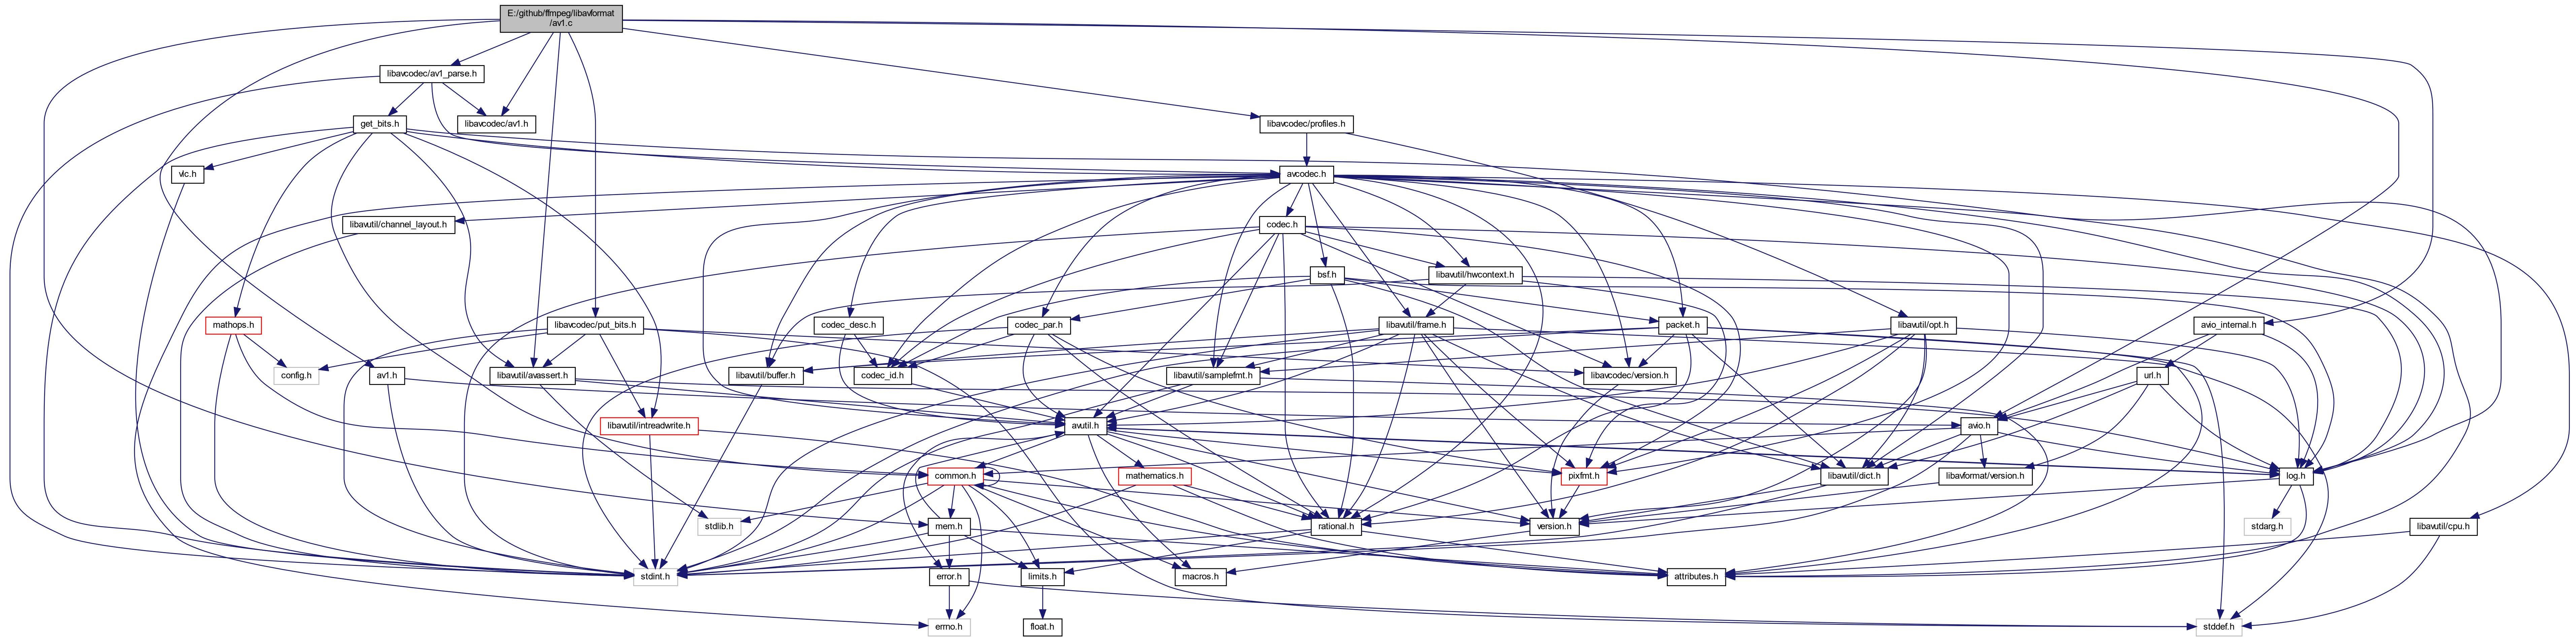 E:/github/ffmpeg/libavformat
/av1.c
libavcodec/av1_parse.h
get_bits.h
libavcodec/av1.h
libavcodec/profiles.h
vlc.h
avcodec.h
libavutil/channel_layout.h
codec.h
bsf.h
libavutil/hwcontext.h
mathops.h
libavcodec/put_bits.h
codec_desc.h
codec_par.h
libavutil/frame.h
packet.h
libavutil/opt.h
avio_internal.h
config.h
av1.h
libavutil/avassert.h
libavutil/buffer.h
codec_id.h
libavutil/samplefmt.h
libavcodec/version.h
url.h
libavutil/intreadwrite.h
avutil.h
avio.h
common.h
mathematics.h
pixfmt.h
libavutil/dict.h
libavformat/version.h
log.h
stdlib.h
mem.h
rational.h
version.h
stdarg.h
libavutil/cpu.h
stdint.h
error.h
limits.h
macros.h
attributes.h
errno.h
float.h
stddef.h